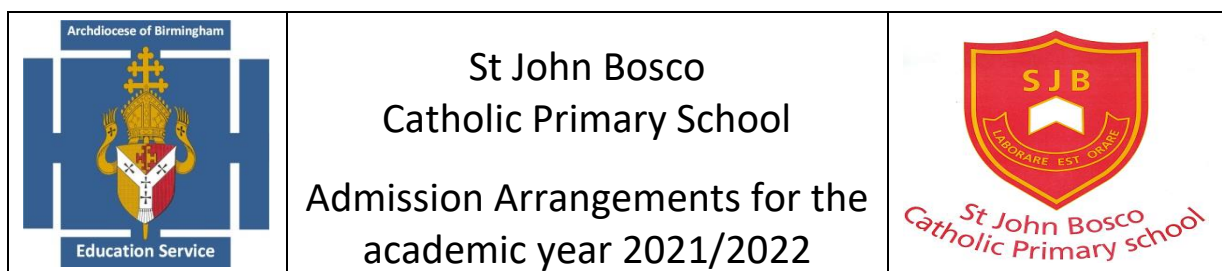 Archdiocese of Birmingham
Education Service
St John Bosco
Catholic Primary School
Admission Arrangements for the
academic year 2021/2022
SJB
LABORARE EST ORARE
St John Bosco
Catholic Primary school